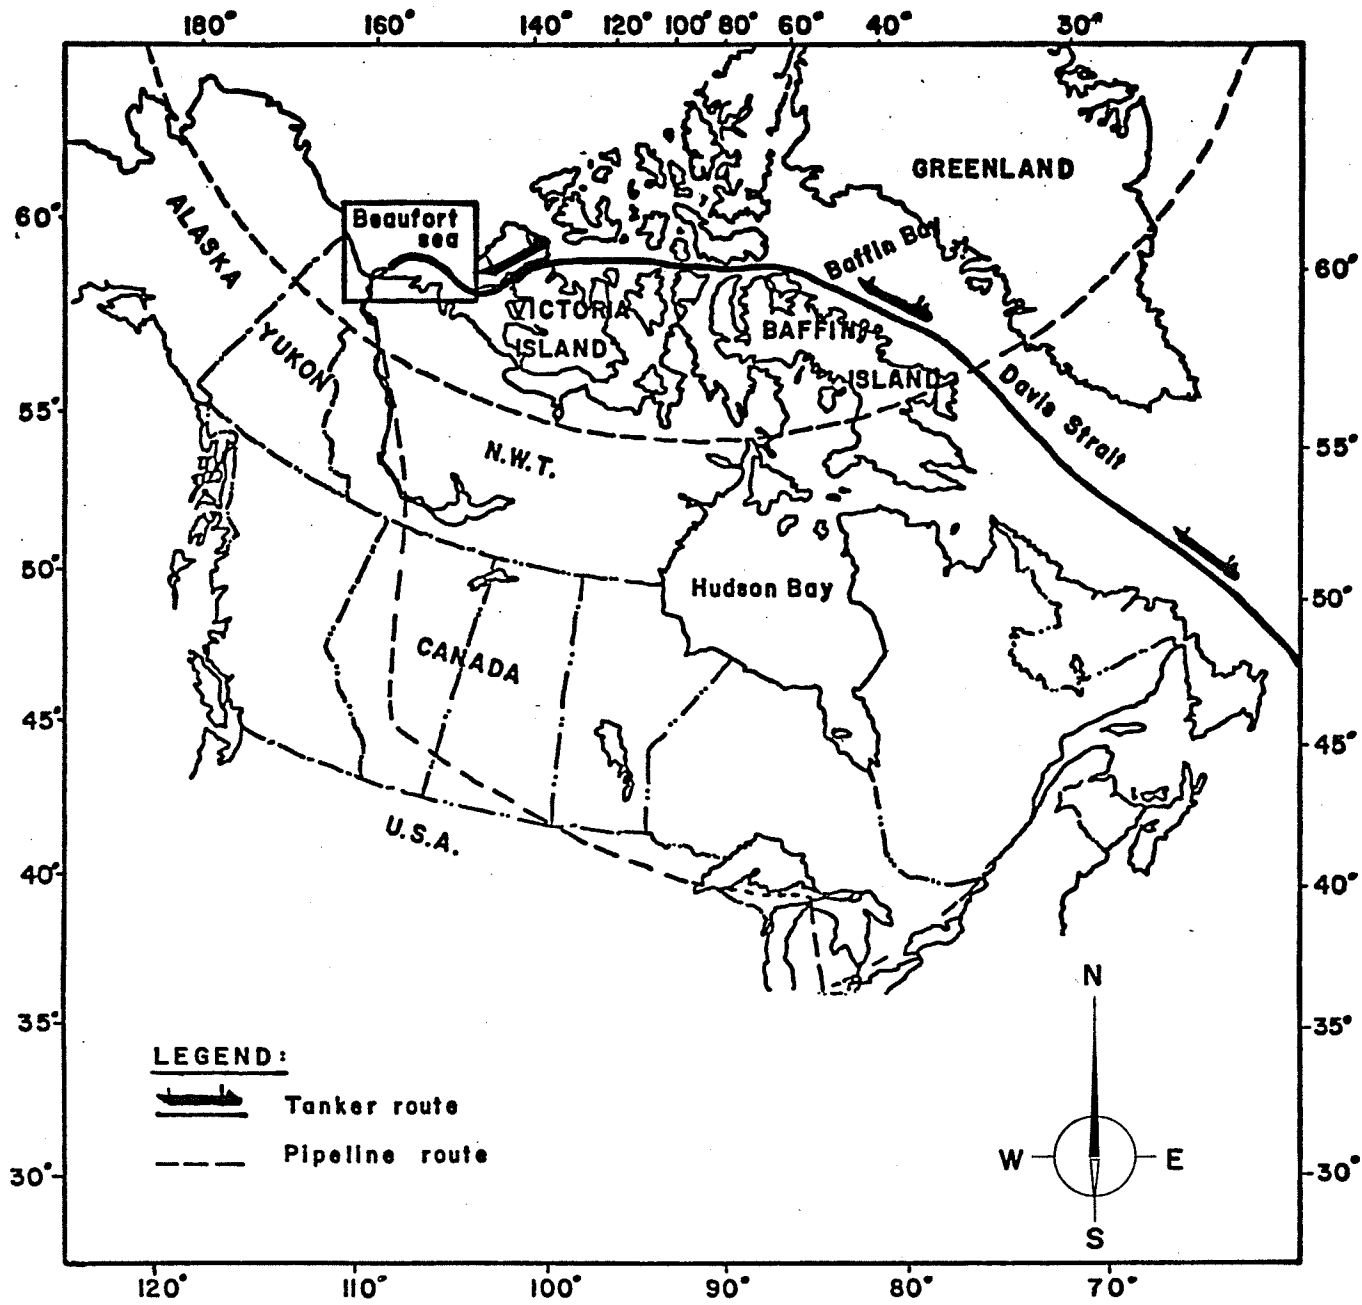 180° 160° 140° 120° 100° 80° 60° 40° 30°
GREENLAND
ALASKA
60°
Beaufort
sea
Baffin Bay
60°
VICTORIA
ISLAND
BAFFIN
ISLAND
YUKON
Davis Strait
55°
N.W.T.
55°
50°
Hudson Bay
50°
CANADA
45°
45°
U.S.A.
40°
40°
N
35°
35°
LEGEND:
Tanker route
Pipeline route
W E
30°
30°
S
120° 110° 100° 90° 80° 70°